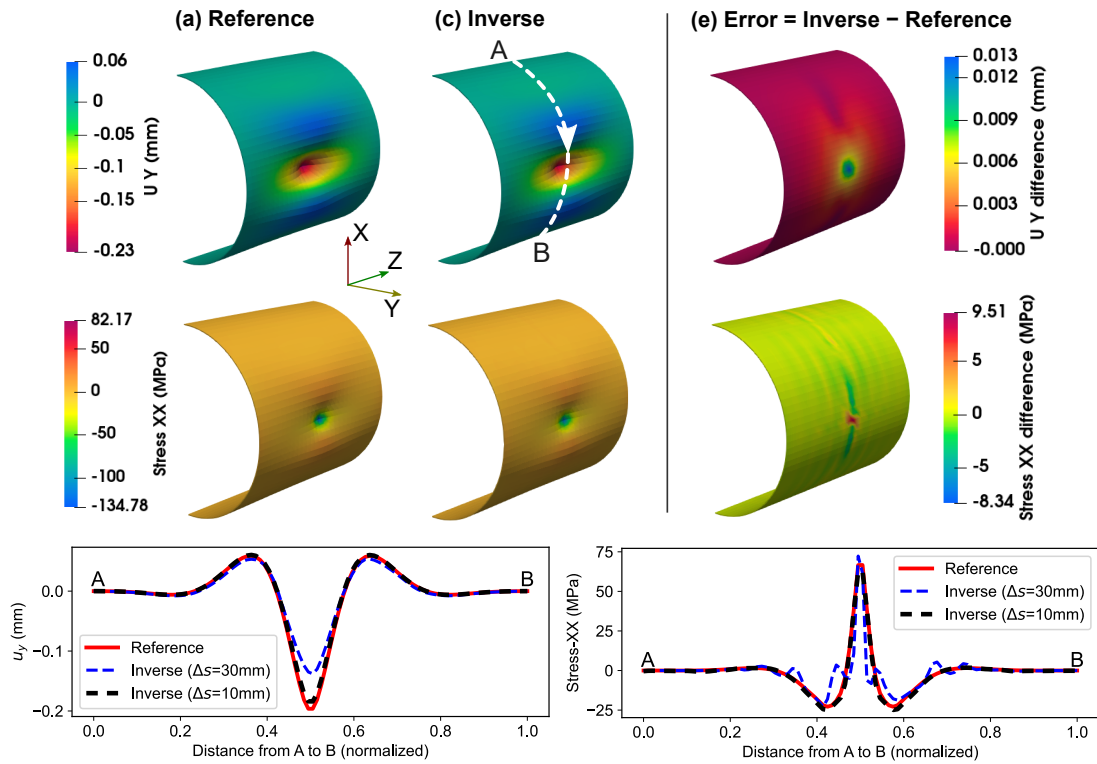 (a) Reference
(c) Inverse
(e) Error = Inverse − Reference
0.06
0
-0.05
-0.1
-0.15
-0.23
U Y (mm)
A
B
X
Z
Y
0.013
0.012
0.009
0.006
0.003
-0.000
U Y difference (mm)
82.17
50
0
-50
-100
-134.78
Stress XX (MPa)
9.51
5
0
-5
-8.34
Stress XX difference (MPa)
A
B
0.0
−0.1
−0.2
u_y (mm)
Reference
Inverse (Δs=30mm)
Inverse (Δs=10mm)
0.0 0.2 0.4 0.6 0.8 1.0
Distance from A to B (normalized)
75
50
25
0
−25
Stress-XX (MPa)
A
B
Reference
Inverse (Δs=30mm)
Inverse (Δs=10mm)
0.0 0.2 0.4 0.6 0.8 1.0
Distance from A to B (normalized)